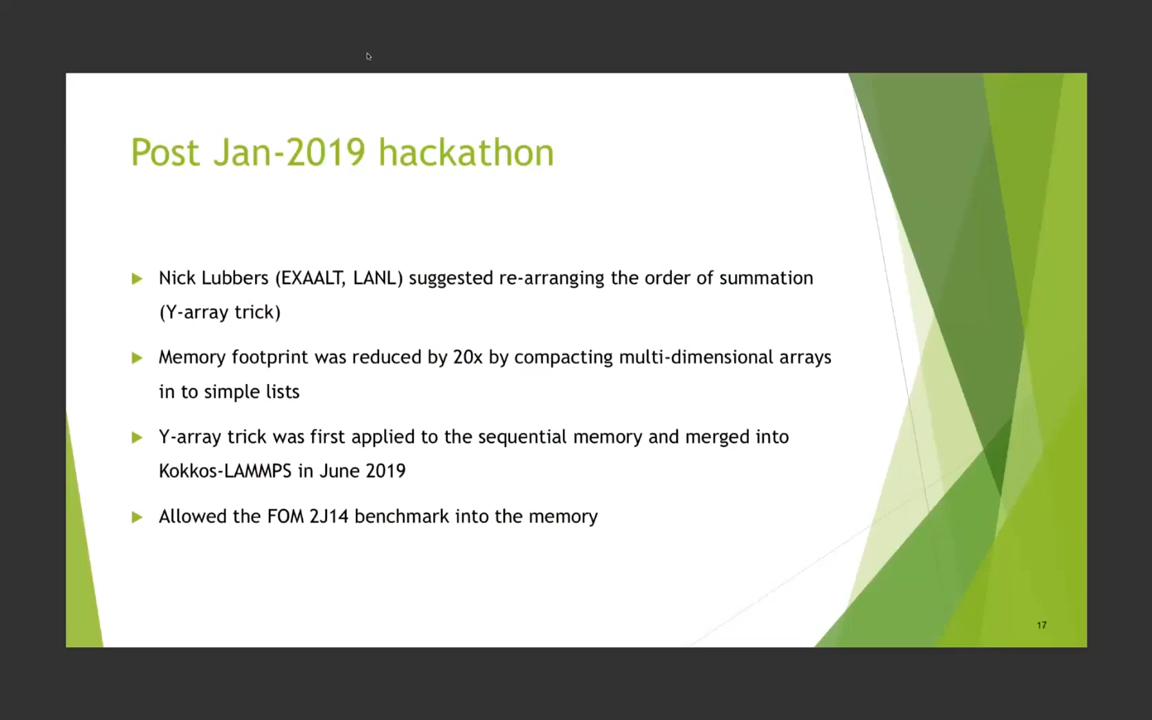 Post Jan-2019 hackathon
Nick Lubbers (EXAALT, LANL) suggested re-arranging the order of summation
(Y-array trick)
Memory footprint was reduced by 20x by compacting multi-dimensional arrays
in to simple lists
Y-array trick was first applied to the sequential memory and merged into
Kokkos-LAMMPS in June 2019
Allowed the FOM 2J14 benchmark into the memory
17